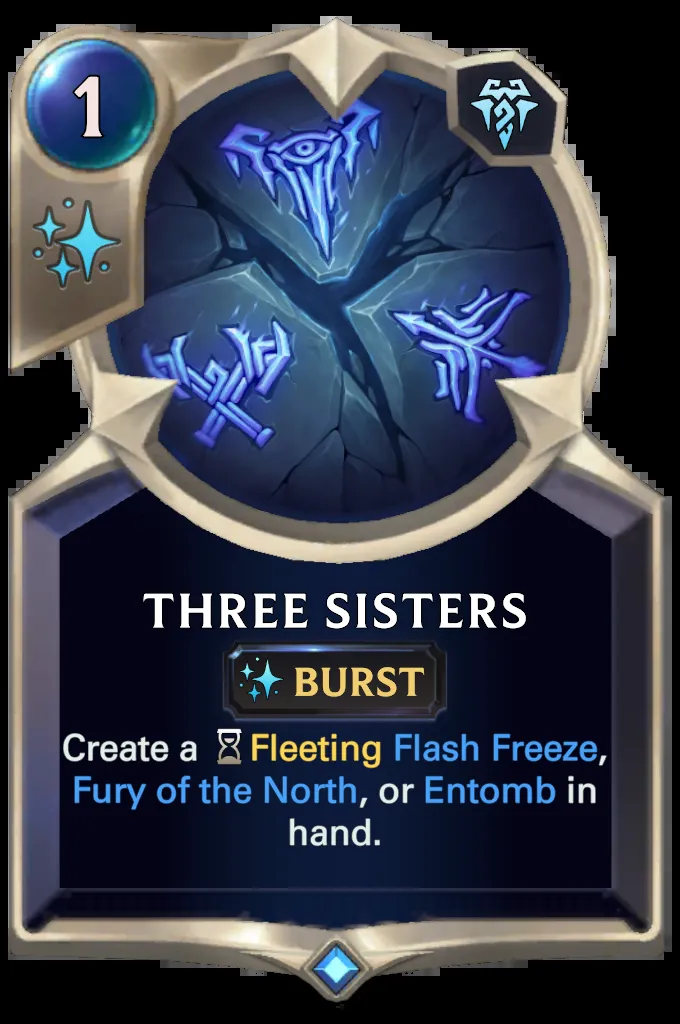 1
THREE SISTERS
BURST
Create a Fleeting Flash Freeze,
Fury of the North, or Entomb in
hand.